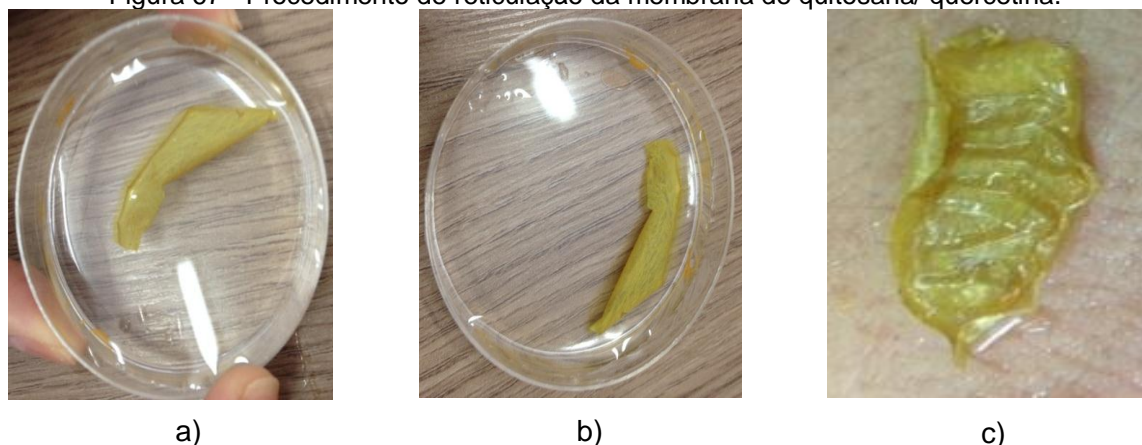 Figura - Procedimento de reticulação da membrana de quitosana/ quercetina.
a) b) c)